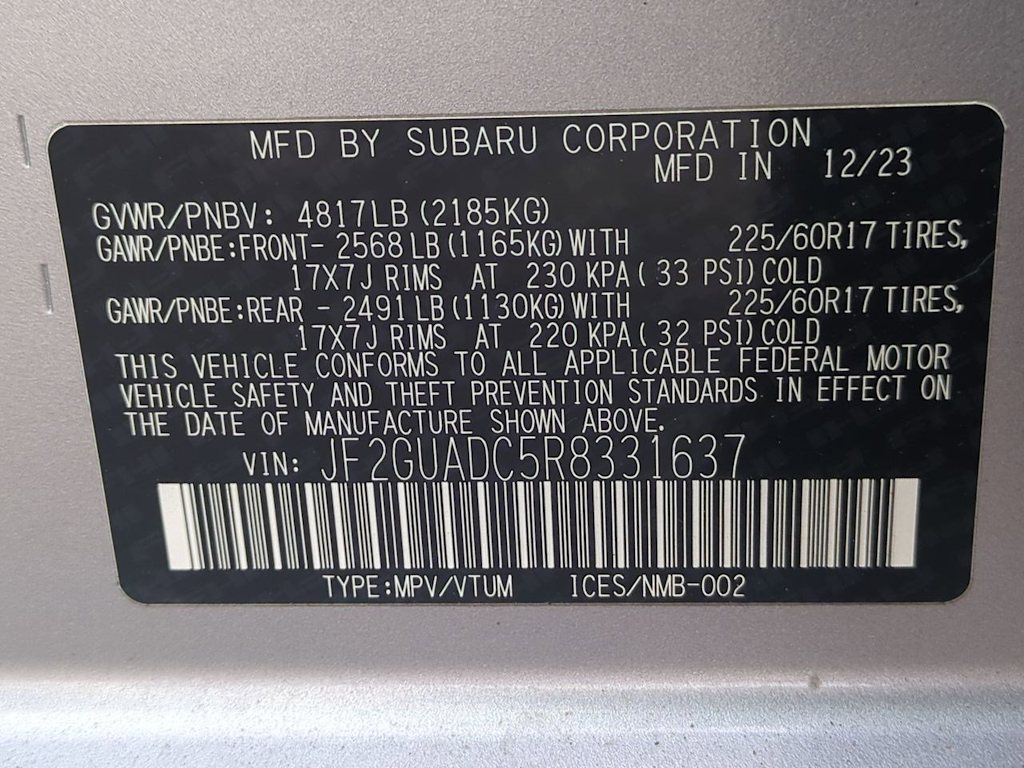 MFD BY SUBARU CORPORATION
MFD IN 12/23
GVWR/PNBV: 4817LB (2185KG)
GAWR/PNBE:FRONT- 2568 LB (1165KG) WITH 225/60R17 TIRES,
17X7J RIMS AT 230 KPA ( 33 PSI) COLD
GAWR/PNBE:REAR - 2491 LB (1130KG) WITH 225/60R17 TIRES,
17X7J RIMS AT 220 KPA ( 32 PSI) COLD
THIS VEHICLE CONFORMS TO ALL APPLICABLE FEDERAL MOTOR
VEHICLE SAFETY AND THEFT PREVENTION STANDARDS IN EFFECT ON
THE DATE OF MANUFACTURE SHOWN ABOVE.
VIN: JF2GUADC5R8331637
TYPE:MPV/VTUM ICES/NMB-002